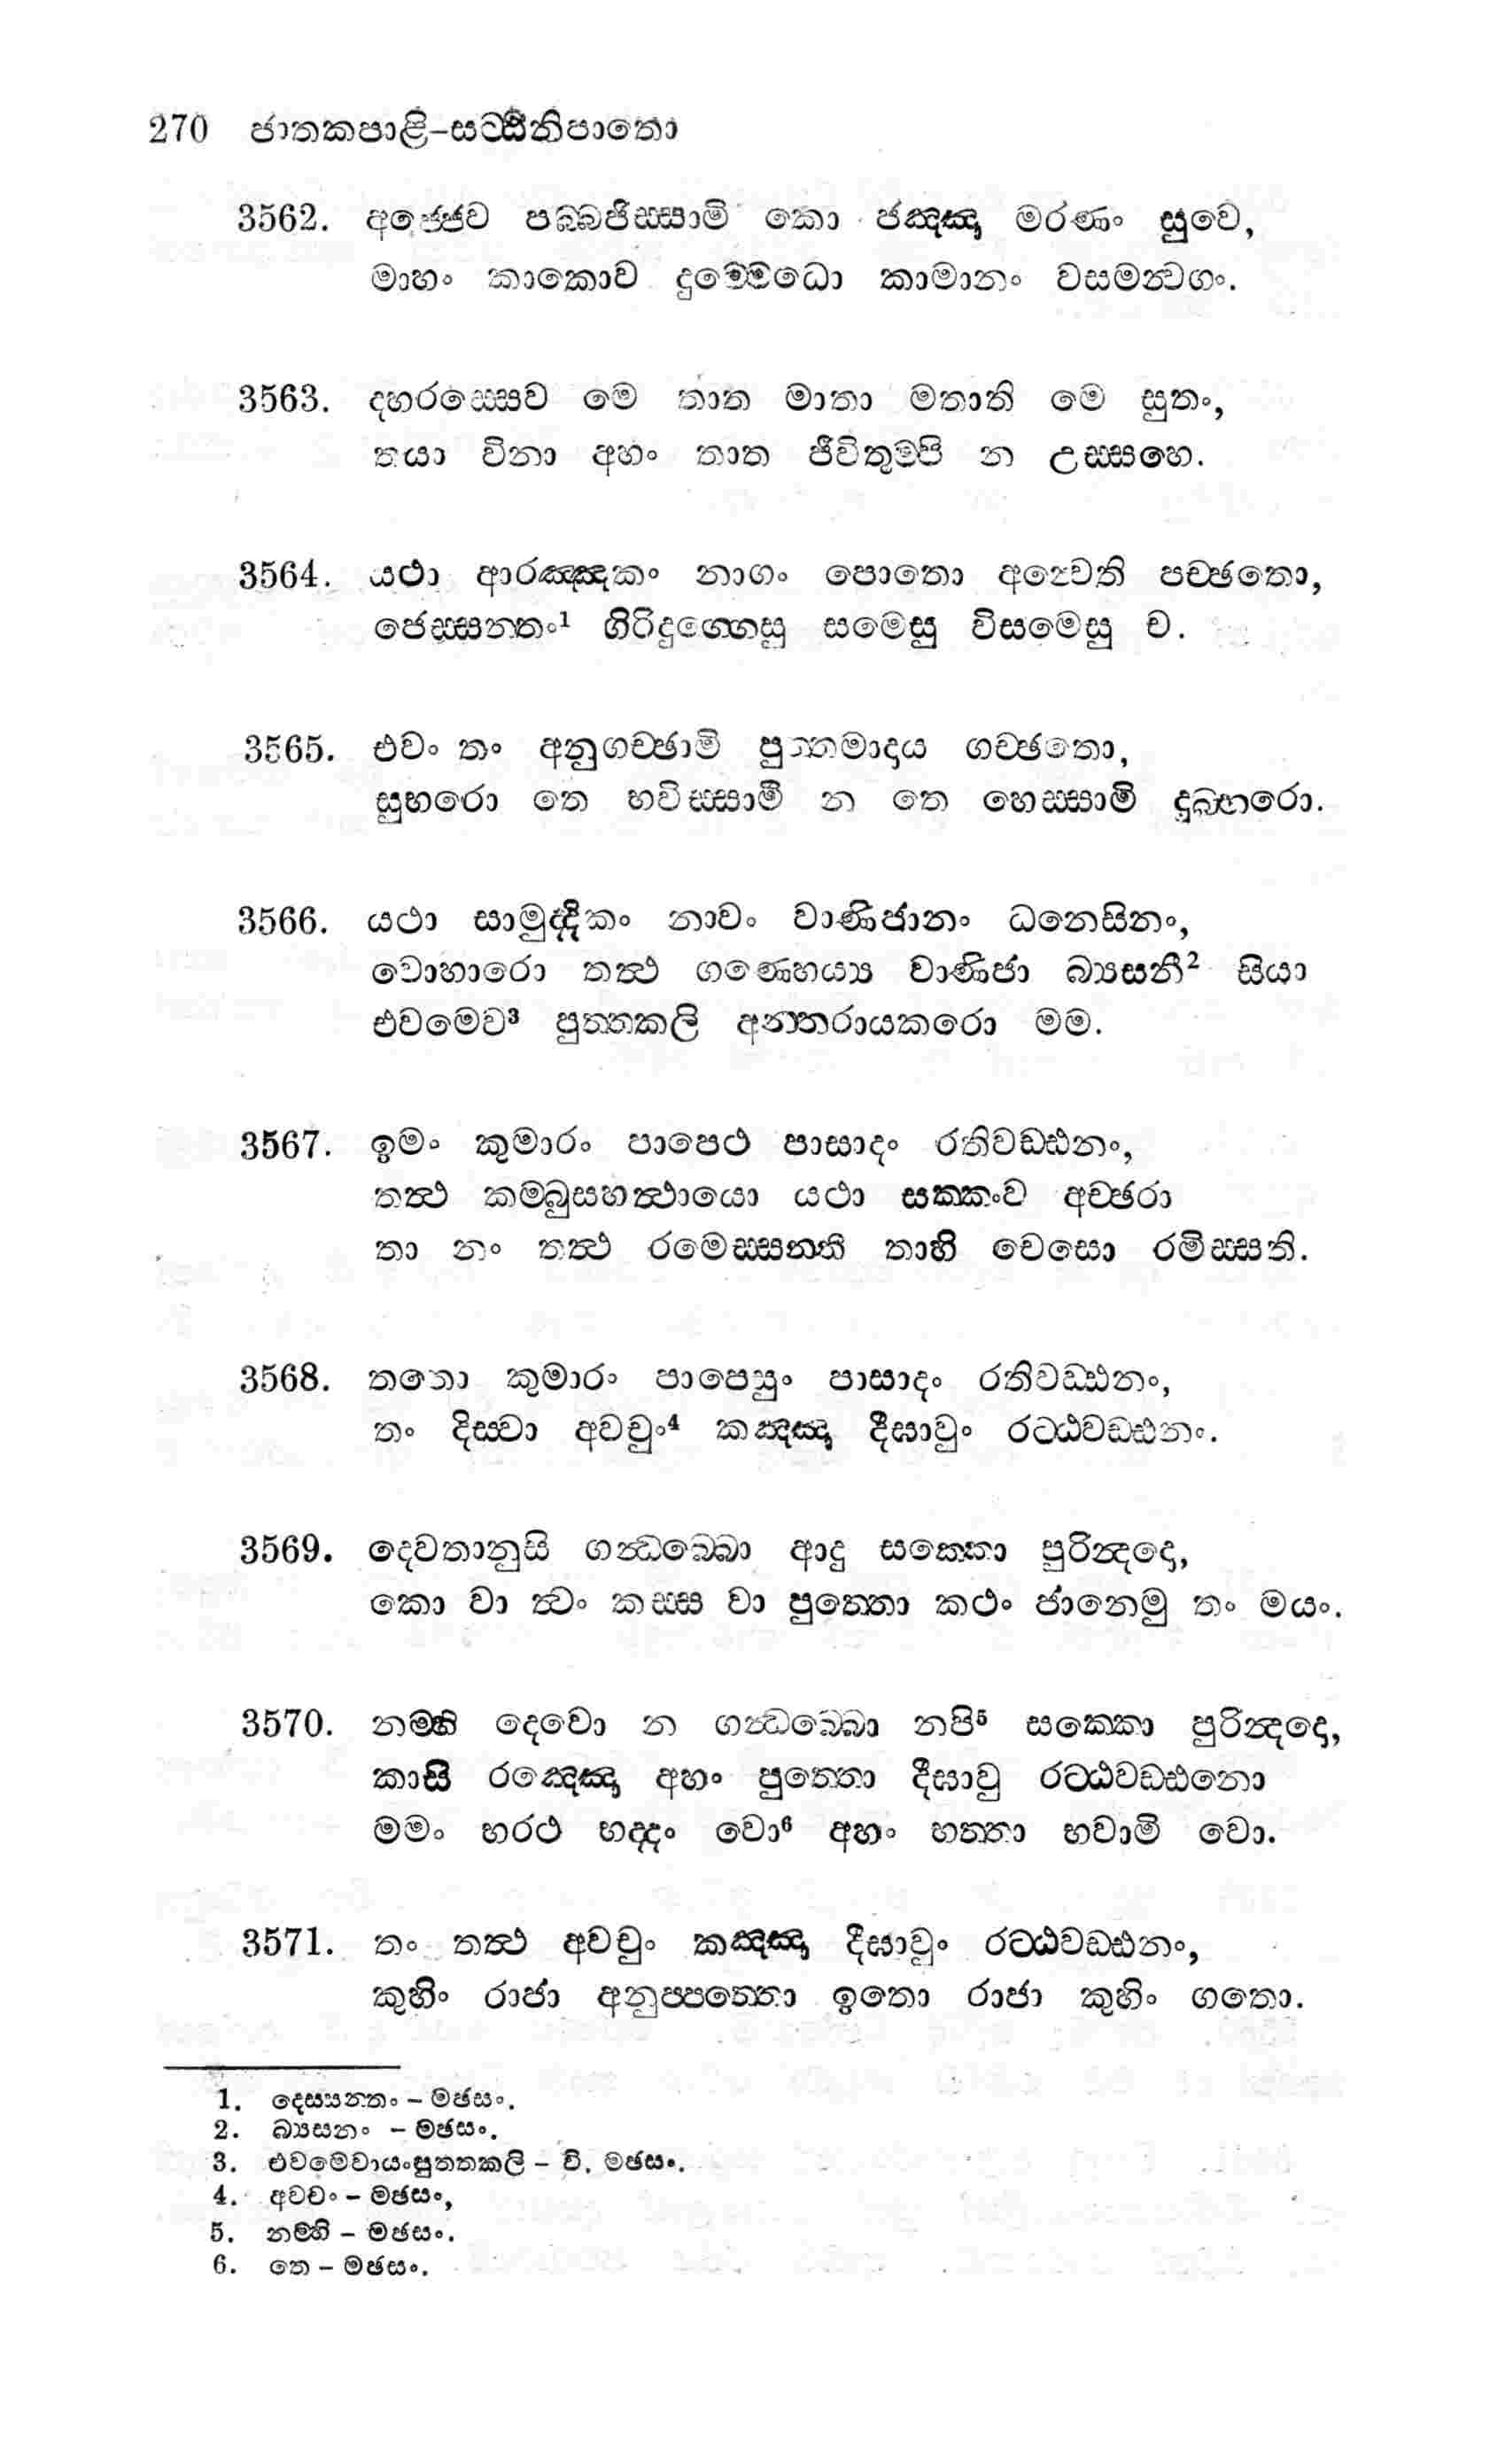 270 ජාතකපාළි-සට්ඨිනිපාතො
3562. අජ්ජෙව පබ්බජිස්සාමි කො ජඤ්ඤා මරණං සුවෙ,
මාහං කාකොව දුම්මෙධො කාමානං වසමන්වගං.
3563. දහරස්සෙව මෙ තාත මාතා මතාති මෙ සුතං,
තයා විනා අහං තාත ජීවිතුම්පි න උස්සහෙ.
3564. යථා ආරඤ්ඤකං නාගං පොතො අන්වෙති පච්ඡතො,
ජෙස්සන්තං¹ ගිරිදුග්ගෙසු සමෙසු විසමෙසු ච.
3565. එවං තං අනුගච්ඡාමි පුත්තමාදාය ගච්ඡතො,
සුභරො තෙ භවිස්සාමි න තෙ හෙස්සාමි දුබ්භරො.
3566. යථා සාමුද්දිකං නාවං වාණිජානං ධනෙසිනං,
වොහාරො තත්ථ ගණ්හෙය්‍ය වාණිජා බ්‍යසනී² සියා
එවමෙව³ පුත්තකලි අන්තරායකරො මම.
3567. ඉමං කුමාරං පාපෙථ පාසාදං රතිවඩ්ඪනං,
තත්ථ කම්බුසහත්ථායො යථා සක්කංව අච්ඡරා
තා නං තත්ථ රමෙස්සන්ති තාහි චෙසො රමිස්සති.
3568. තතො කුමාරං පාපෙසුං පාසාදං රතිවඩ්ඪනං,
තං දිස්වා අවචුං⁴ කඤ්ඤා දීඝාවුං රට්ඨවඩ්ඪනං.
3569. දෙවතානුසි ගන්ධබ්බො ආදු සක්කො පුරින්දදො,
කො වා ත්වං කස්ස වා පුත්තො කථං ජානෙමු තං මයං.
3570. නම්හි දෙවො න ගන්ධබ්බො නපි⁵ සක්කො පුරින්දදො,
කාසි රඤ්ඤො අහං පුත්තො දීඝාවු රට්ඨවඩ්ඪනො
මමං භරථ භද්දං වො⁶ අහං භත්තා භවාමි වො.
3571. තං තත්ථ අවචුං කඤ්ඤා දීඝාවුං රට්ඨවඩ්ඪනං,
කුහිං රාජා අනුප්පත්තො ඉතො රාජා කුහිං ගතො.
1. දෙස්සන්තං - මඡසං.
2. බ්‍යසනං - මඡසං.
3. එවමෙවායංපුත්තකලි - වි. මඡසං.
4. අවචං - මඡසං,
5. නම්හි - මඡසං.
6. තෙ - මඡසං.